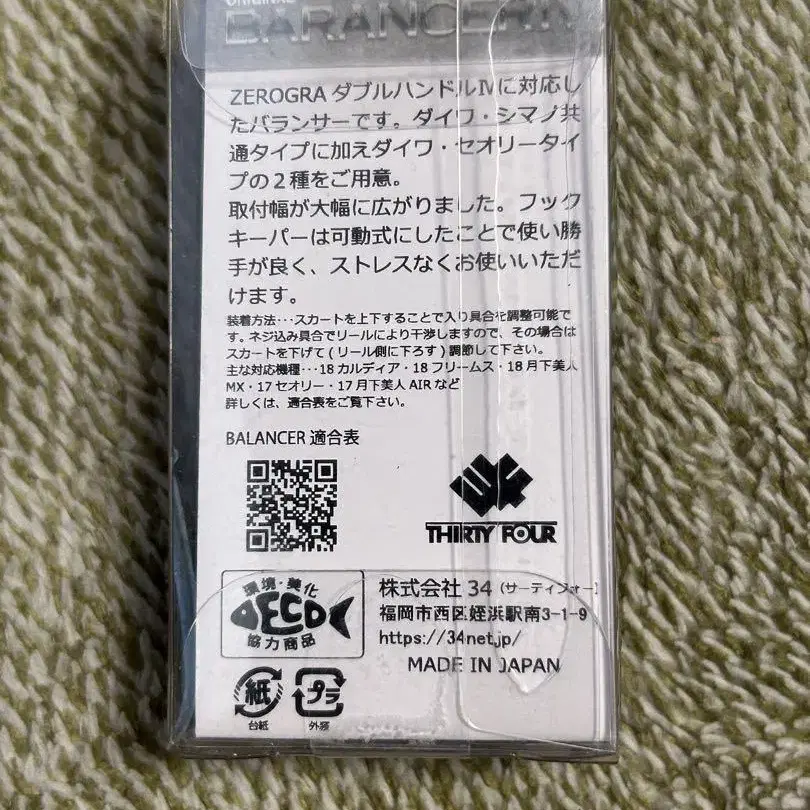 ORIGINAL
BARANCER IV
ZEROGRA ダブルハンドルⅣに対応し
たバランサーです。ダイワ・シマノ共
通タイプに加えダイワ・セオリータイ
プの２種をご用意。
取付幅が大幅に広がりました。フック
キーパーは可動式にしたことで使い勝
手が良く、ストレスなくお使いいただ
けます。
装着方法･･･スカートを上下することで入り具合を調整可能で
す。ネジ込み具合でリールにより干渉しますので、その場合は
スカートを下げて(リール側に下ろす)調節して下さい。
主な対応機種･･･18 カルディア・18 フリームス・18 月下美人
MX・17 セオリー・17 月下美人 AIR など
詳しくは、適合表をご覧下さい。
BALANCER 適合表
THIRTY FOUR
環境・美化
DECO
協力商品
株式会社 34 (サーティフォー)
福岡市西区姪浜駅南3-1-9
https://34net.jp/
MADE IN JAPAN
紙
台紙
プラ
外装